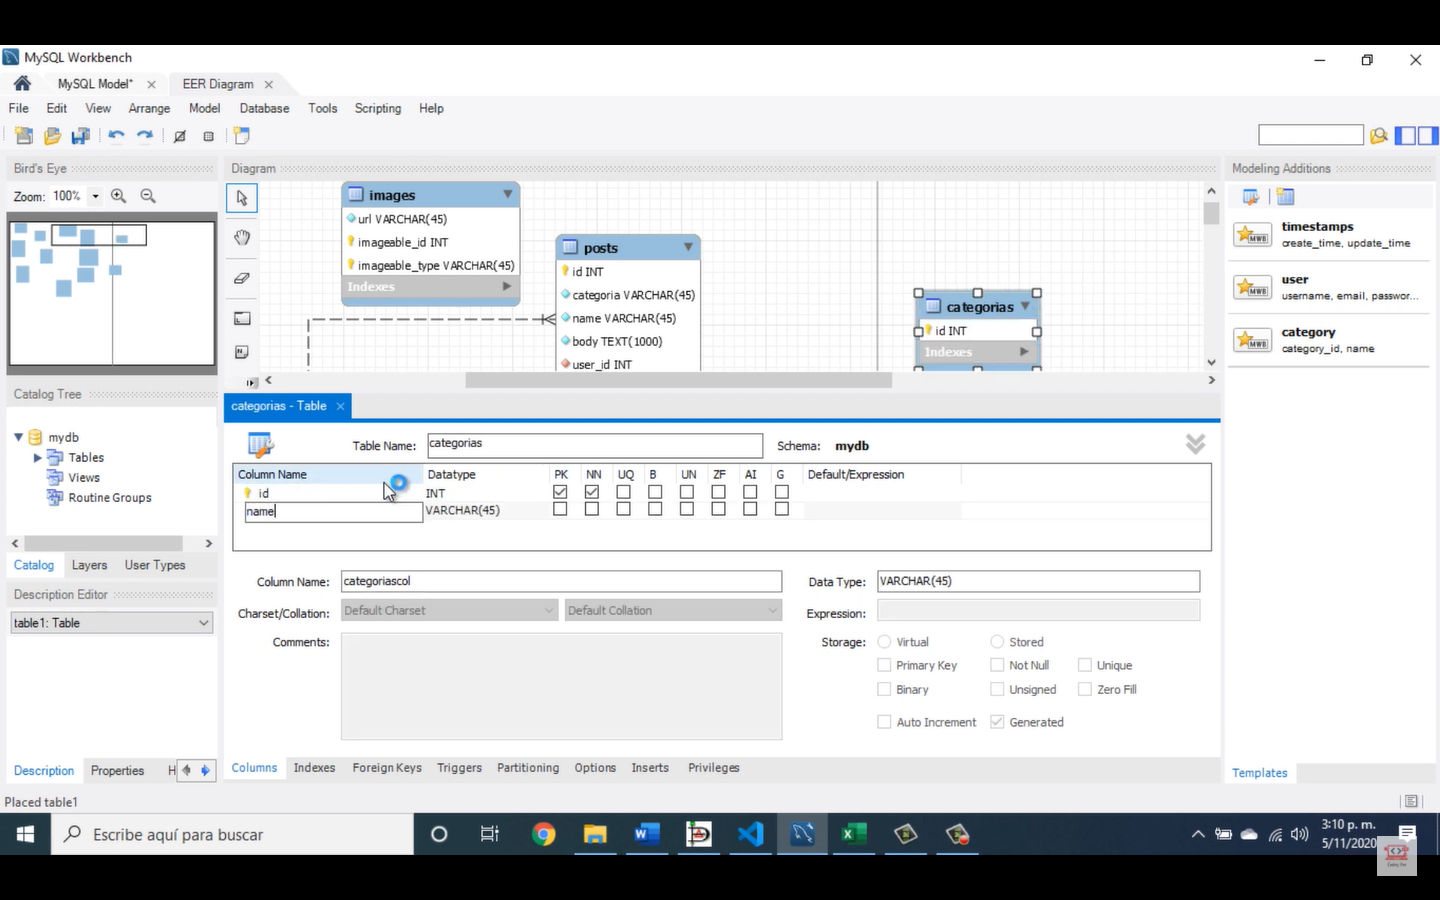 MySQL Workbench
MySQL Model* × EER Diagram ×
File Edit View Arrange Model Database Tools Scripting Help
Bird's Eye
Zoom: 100%
Diagram
images
url VARCHAR(45)
imageable_id INT
imageable_type VARCHAR(45)
Indexes
posts
id INT
categoria VARCHAR(45)
name VARCHAR(45)
body TEXT(1000)
user_id INT
categorias
id INT
Indexes
Modeling Additions
MWB
timestamps
create_time, update_time
MWB
user
username, email, passwor...
MWB
category
category_id, name
Templates
Catalog Tree
mydb
Tables
Views
Routine Groups
Catalog Layers User Types
Description Editor
table1: Table
Description Properties H
categorias - Table ×
Table Name: categorias Schema: mydb
Column Name Datatype PK NN UQ B UN ZF AI G Default/Expression
id INT
name VARCHAR(45)
Column Name: categoriascol Data Type: VARCHAR(45)
Charset/Collation: Default Charset Default Collation Expression:
Comments: Storage: Virtual Stored
Primary Key Not Null Unique
Binary Unsigned Zero Fill
Auto Increment Generated
Columns Indexes Foreign Keys Triggers Partitioning Options Inserts Privileges
Placed table1
Escribe aquí para buscar
3:10 p. m.
5/11/2020